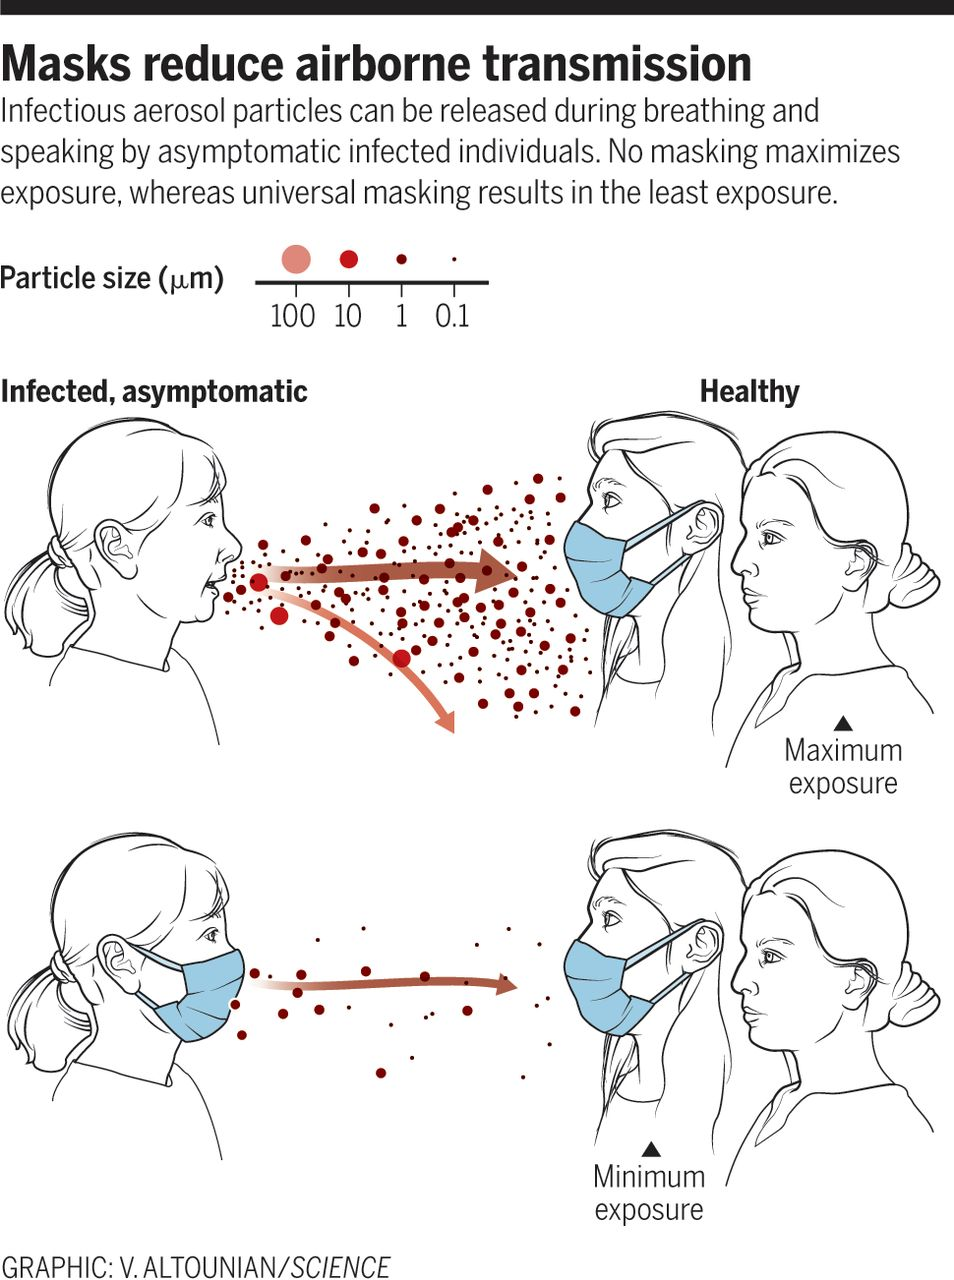 Masks reduce airborne transmission
Infectious aerosol particles can be released during breathing and
speaking by asymptomatic infected individuals. No masking maximizes
exposure, whereas universal masking results in the least exposure.
Particle size (μm)
100 10 1 0.1
Infected, asymptomatic
Healthy
Maximum
exposure
Minimum
exposure
GRAPHIC: V. ALTOUNIAN/SCIENCE